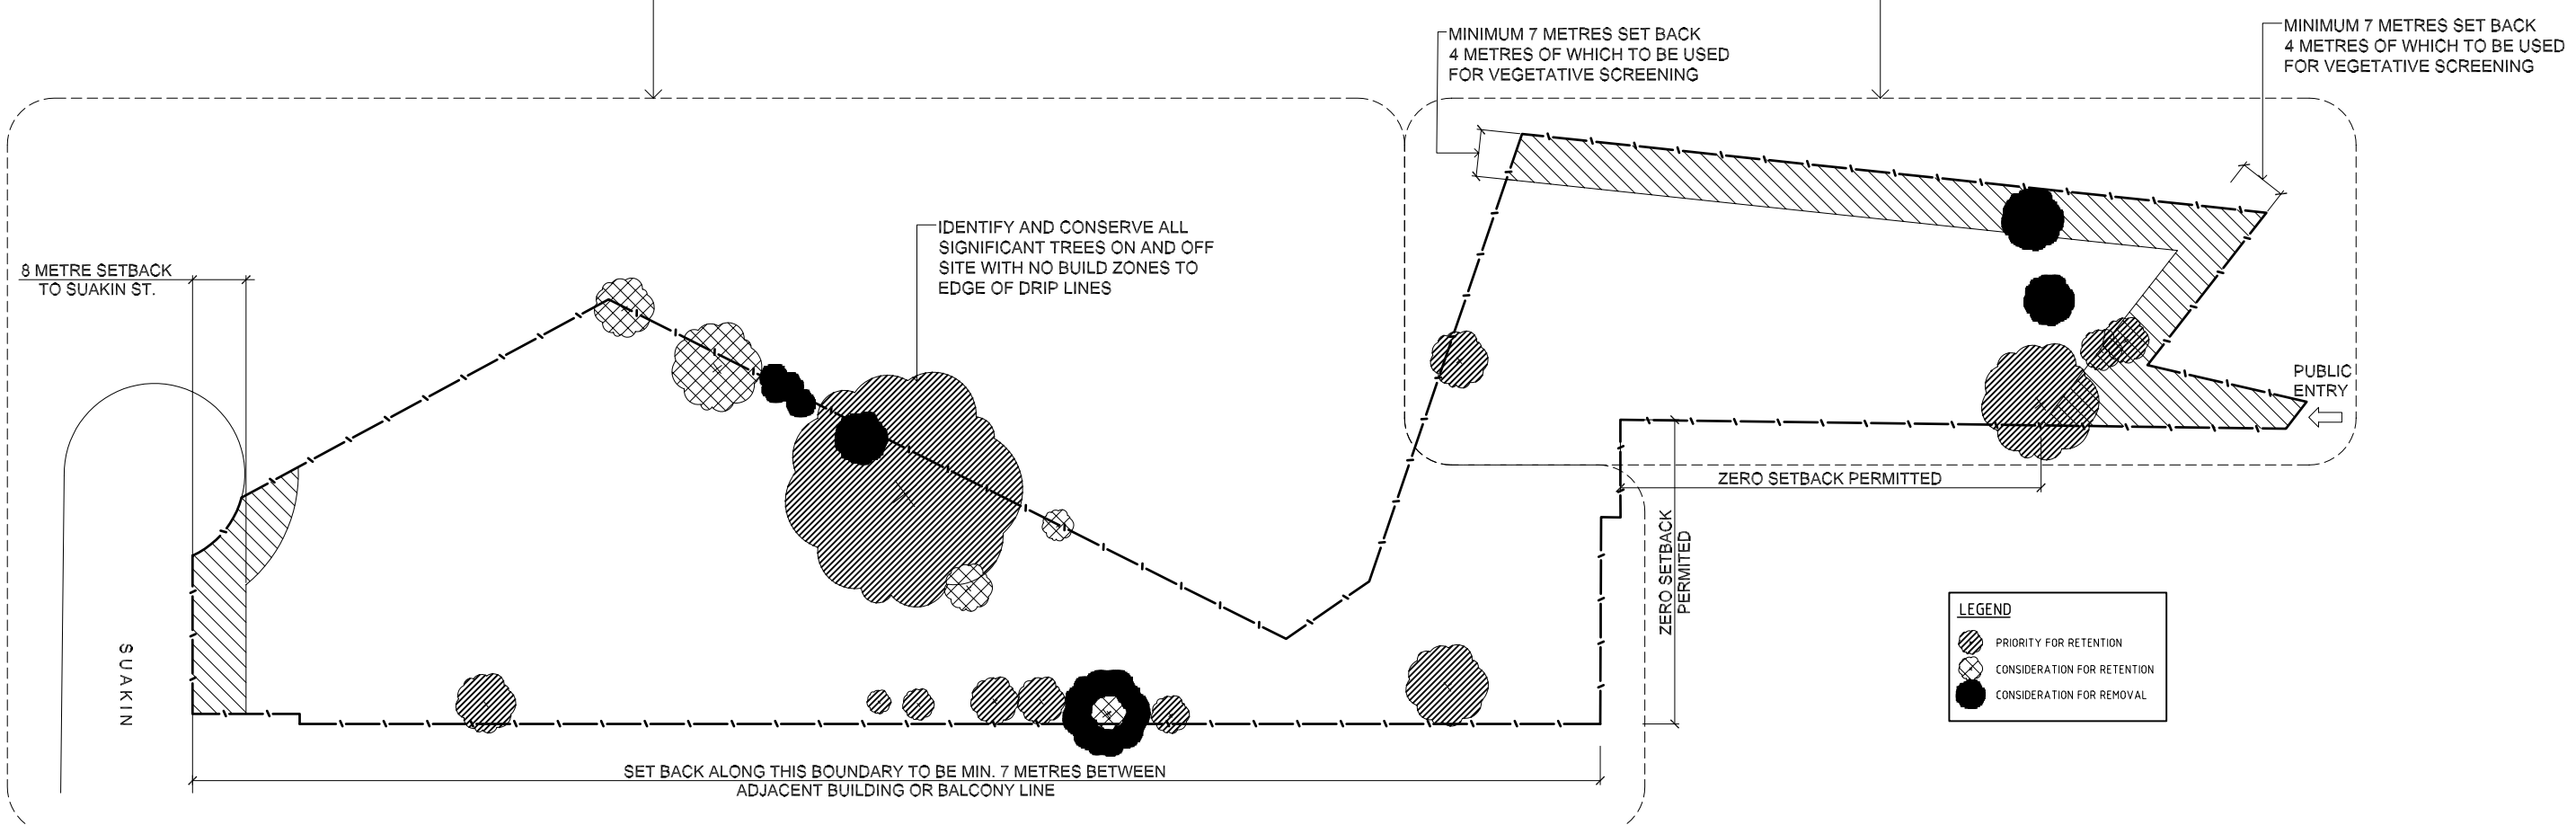 MINIMUM 7 METRES SET BACK
4 METRES OF WHICH TO BE USED
FOR VEGETATIVE SCREENING
MINIMUM 7 METRES SET BACK
4 METRES OF WHICH TO BE USED
FOR VEGETATIVE SCREENING
IDENTIFY AND CONSERVE ALL
SIGNIFICANT TREES ON AND OFF
SITE WITH NO BUILD ZONES TO
EDGE OF DRIP LINES
8 METRE SETBACK
TO SUAKIN ST.
PUBLIC
ENTRY
ZERO SETBACK PERMITTED
ZERO SETBACK
PERMITTED
SUAKIN
LEGEND
PRIORITY FOR RETENTION
CONSIDERATION FOR RETENTION
CONSIDERATION FOR REMOVAL
SET BACK ALONG THIS BOUNDARY TO BE MIN. 7 METRES BETWEEN
ADJACENT BUILDING OR BALCONY LINE